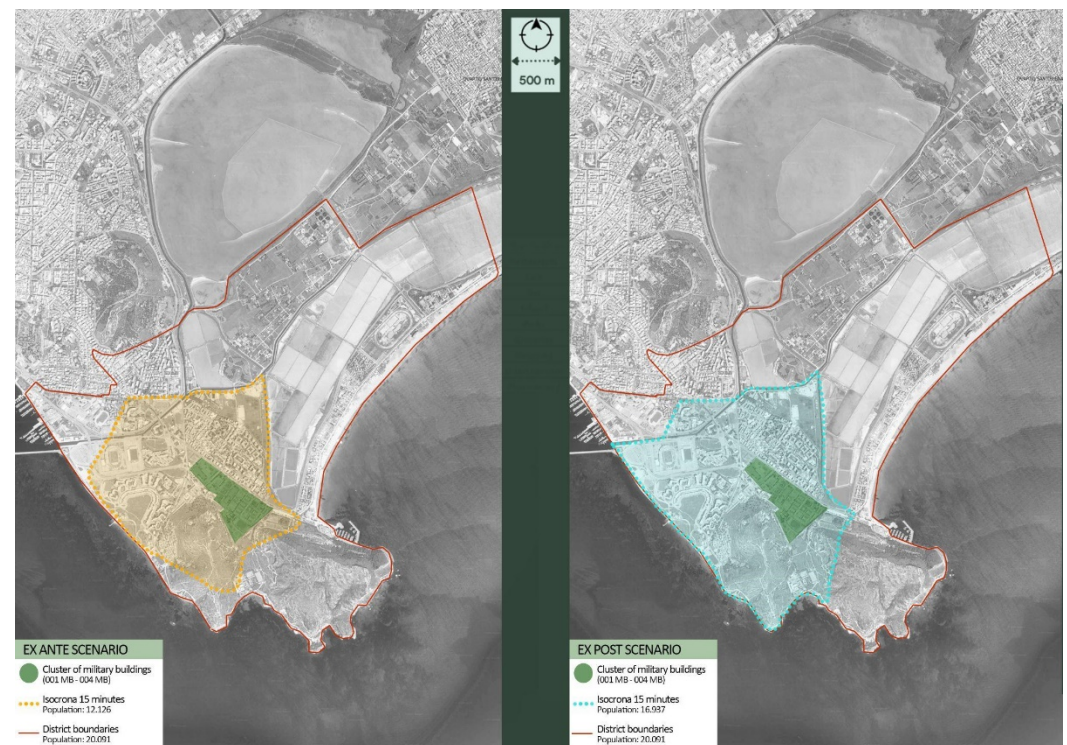 500 m
EX ANTE SCENARIO
Cluster of military buildings
(001 MB - 004 MB)
Isocrona 15 minutes
Population: 12.126
District boundaries
Population: 20.091
EX POST SCENARIO
Cluster of military buildings
(001 MB - 004 MB)
Isocrona 15 minutes
Population: 16.937
District boundaries
Population: 20.091